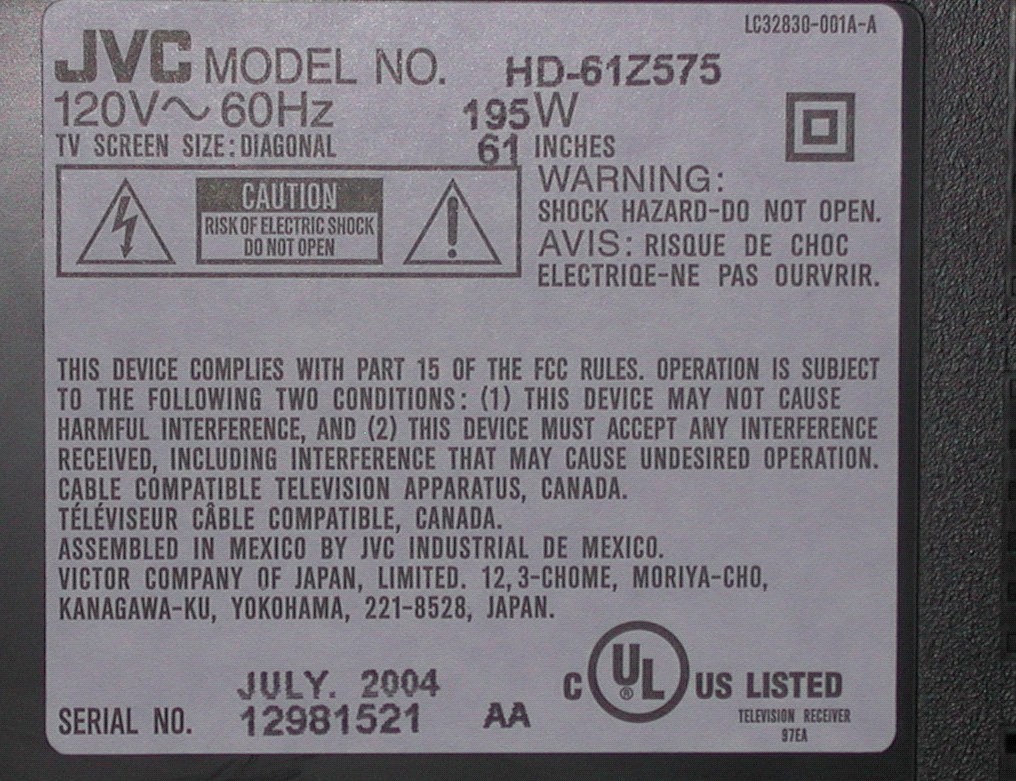 LC32830-001A-A
JVC MODEL NO. HD-61Z575
120V~60Hz 195W
TV SCREEN SIZE:DIAGONAL 61 INCHES
CAUTION
RISK OF ELECTRIC SHOCK
DO NOT OPEN
WARNING:
SHOCK HAZARD-DO NOT OPEN.
AVIS: RISQUE DE CHOC
ELECTRIQE-NE PAS OURVRIR.
THIS DEVICE COMPLIES WITH PART 15 OF THE FCC RULES. OPERATION IS SUBJECT
TO THE FOLLOWING TWO CONDITIONS: (1) THIS DEVICE MAY NOT CAUSE
HARMFUL INTERFERENCE, AND (2) THIS DEVICE MUST ACCEPT ANY INTERFERENCE
RECEIVED, INCLUDING INTERFERENCE THAT MAY CAUSE UNDESIRED OPERATION.
CABLE COMPATIBLE TELEVISION APPARATUS, CANADA.
TÉLÉVISEUR CÂBLE COMPATIBLE, CANADA.
ASSEMBLED IN MEXICO BY JVC INDUSTRIAL DE MEXICO.
VICTOR COMPANY OF JAPAN, LIMITED. 12, 3-CHOME, MORIYA-CHO,
KANAGAWA-KU, YOKOHAMA, 221-8528, JAPAN.
JULY. 2004
SERIAL NO. 12981521 AA
C UL® US LISTED
TELEVISION RECEIVER
97EA